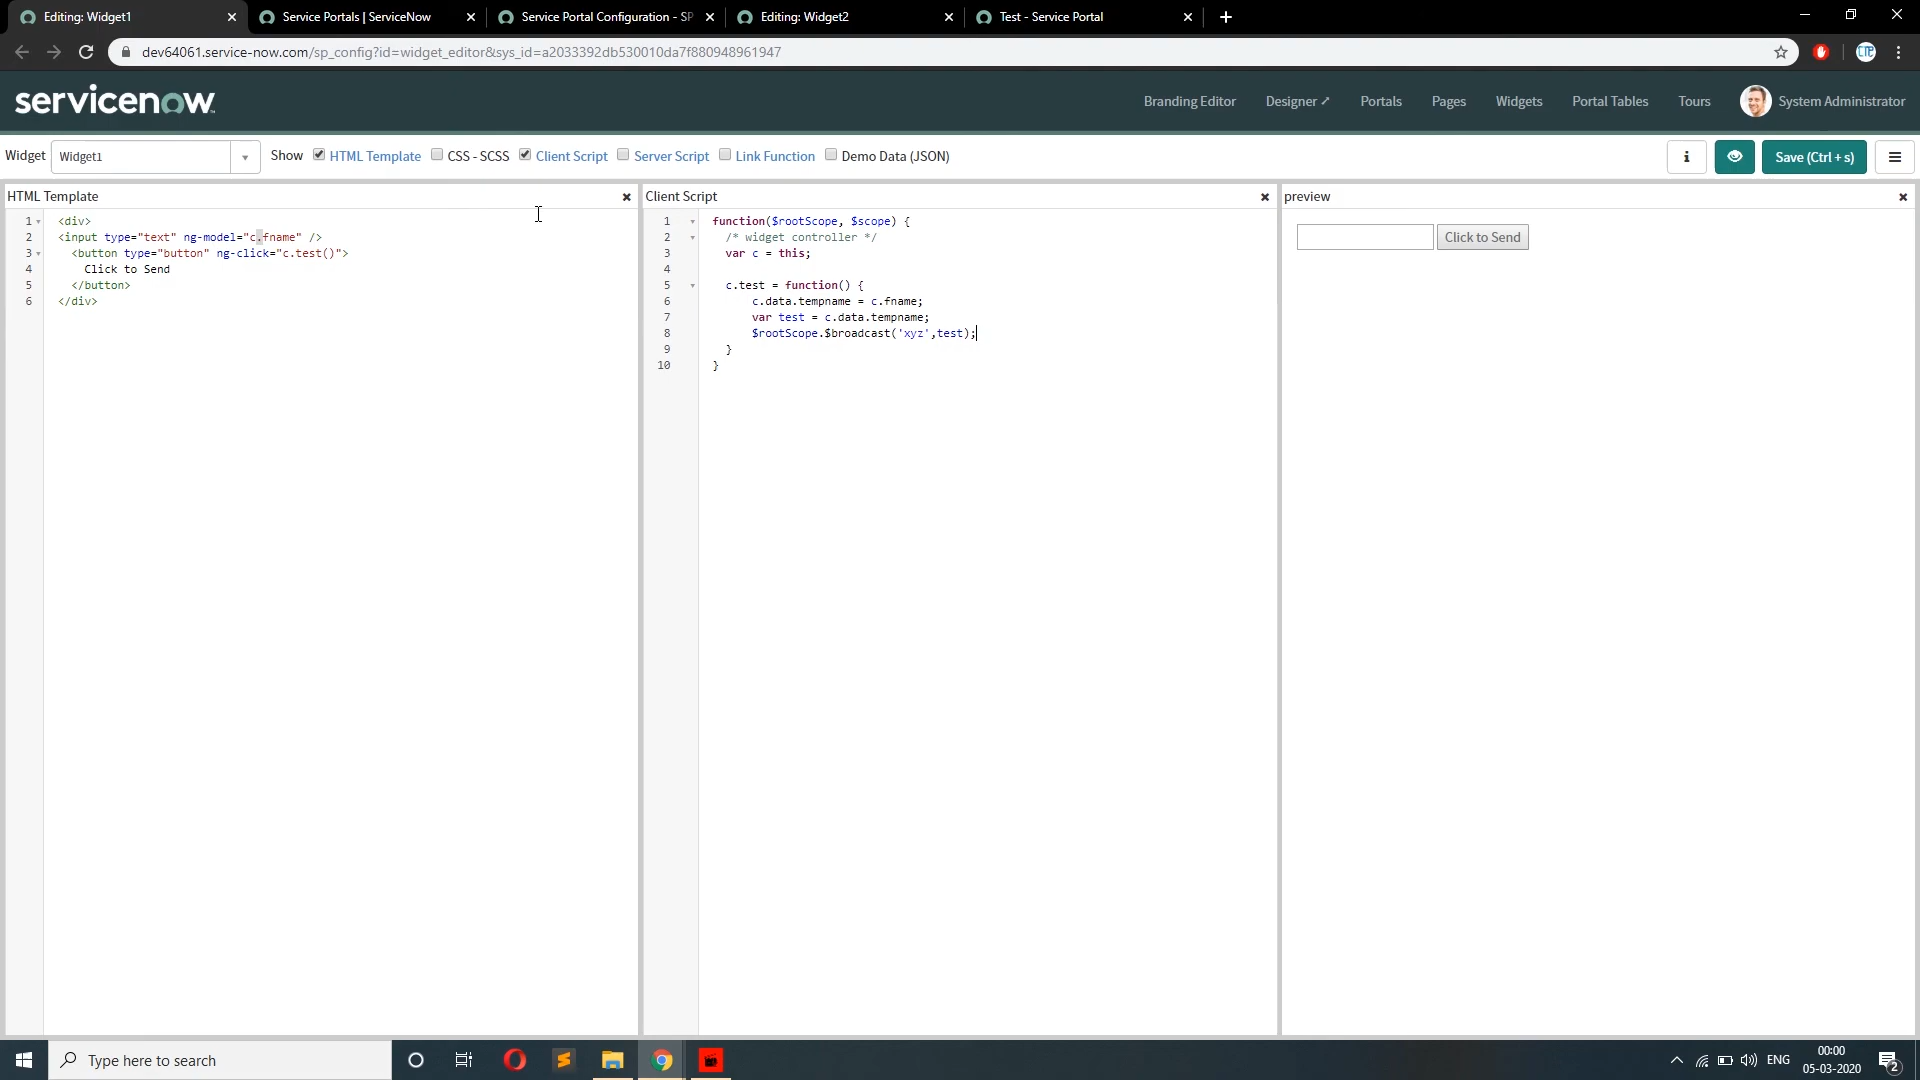 Editing: Widget1
Service Portals | ServiceNow
Service Portal Configuration - SP
Editing: Widget2
Test - Service Portal
dev64061.service-now.com/sp_config?id=widget_editor&sys_id=a2033392db530010da7f880948961947
servicenow
Branding Editor
Designer
Portals
Pages
Widgets
Portal Tables
Tours
System Administrator
Widget
Widget1
Show
HTML Template
CSS - SCSS
Client Script
Server Script
Link Function
Demo Data (JSON)
i
Save (Ctrl + s)
HTML Template
1 <div>
2 <input type="text" ng-model="c.fname" />
3 <button type="button" ng-click="c.test()">
4 Click to Send
5 </button>
6 </div>
Client Script
1 function($rootScope, $scope) {
2 /* widget controller */
3 var c = this;
4
5 c.test = function() {
6 c.data.tempname = c.fname;
7 var test = c.data.tempname;
8 $rootScope.$broadcast('xyz',test);
9 }
10 }
preview
Click to Send
Type here to search
ENG
00:00
05-03-2020
2